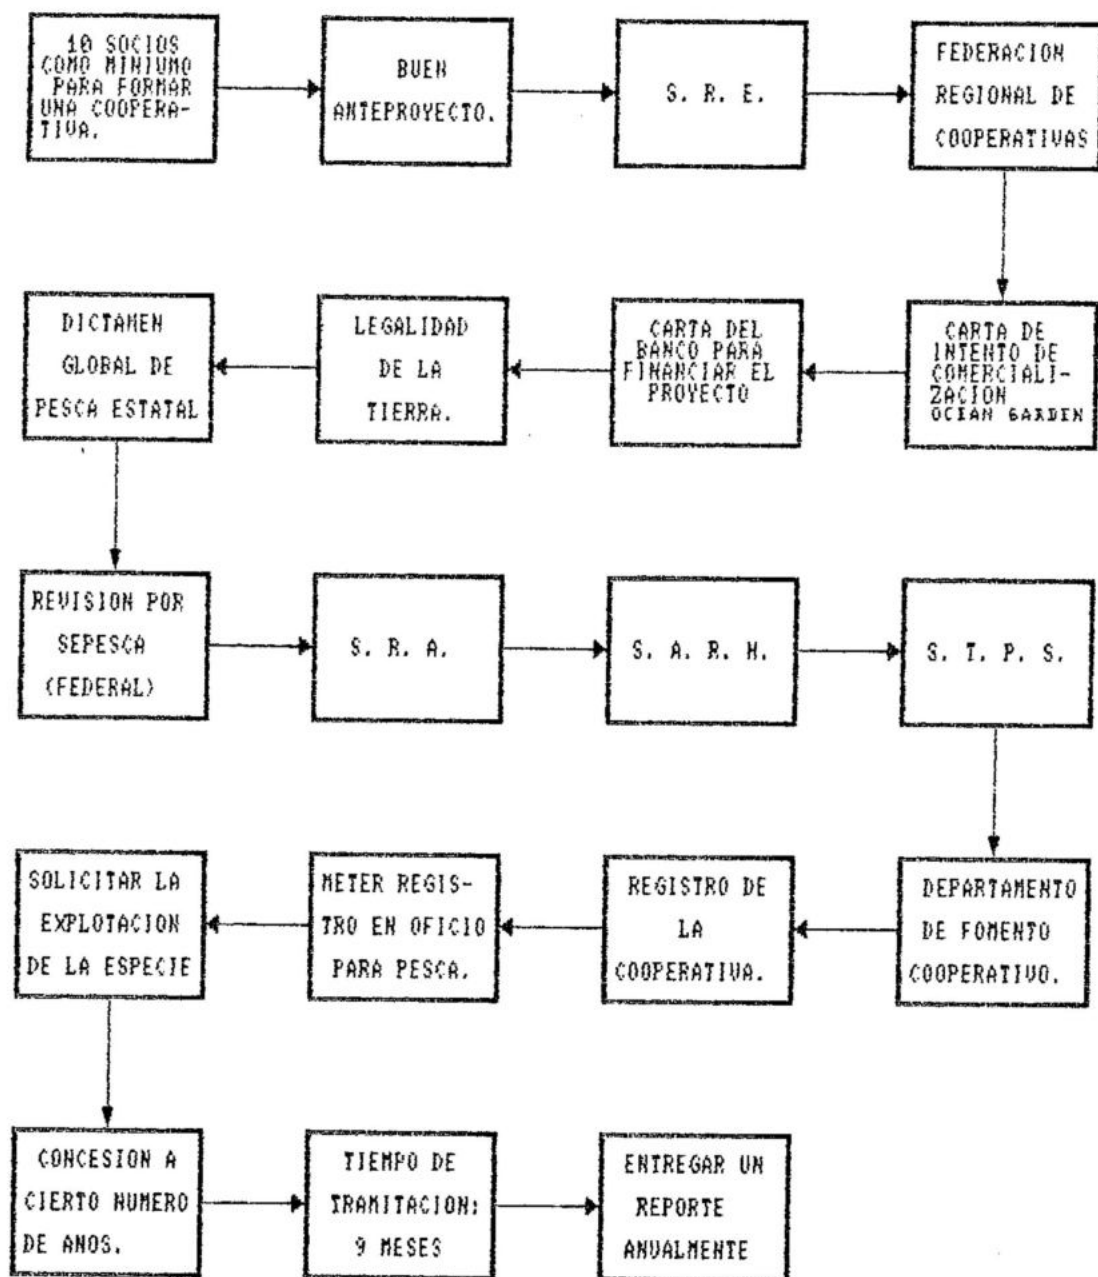 10 SOCIOS
COMO MINIUMO
PARA FORMAR
UNA COOPERA-
TIVA.
BUEN
ANTEPROYECTO.
S. R. E.
FEDERACION
REGIONAL DE
COOPERATIVAS
CARTA DE
INTENTO DE
COMERCIALI-
ZACION
OCIAN GARDEN
CARTA DEL
BANCO PARA
FINANCIAR EL
PROYECTO
LEGALIDAD
DE LA
TIERRA.
DICTAMEN
GLOBAL DE
PESCA ESTATAL
REVISION POR
SEPESCA
(FEDERAL)
S. R. A.
S. A. R. H.
S. T. P. S.
DEPARTAMENTO
DE FOMENTO
COOPERATIVO.
REGISTRO DE
LA
COOPERATIVA.
METER REGIS-
TRO EN OFICIO
PARA PESCA.
SOLICITAR LA
EXPLOTACION
DE LA ESPECIE
CONCESION A
CIERTO NUMERO
DE ANOS.
TIEMPO DE
TRAMITACION:
9 MESES
ENTREGAR UN
REPORTE
ANUALMENTE